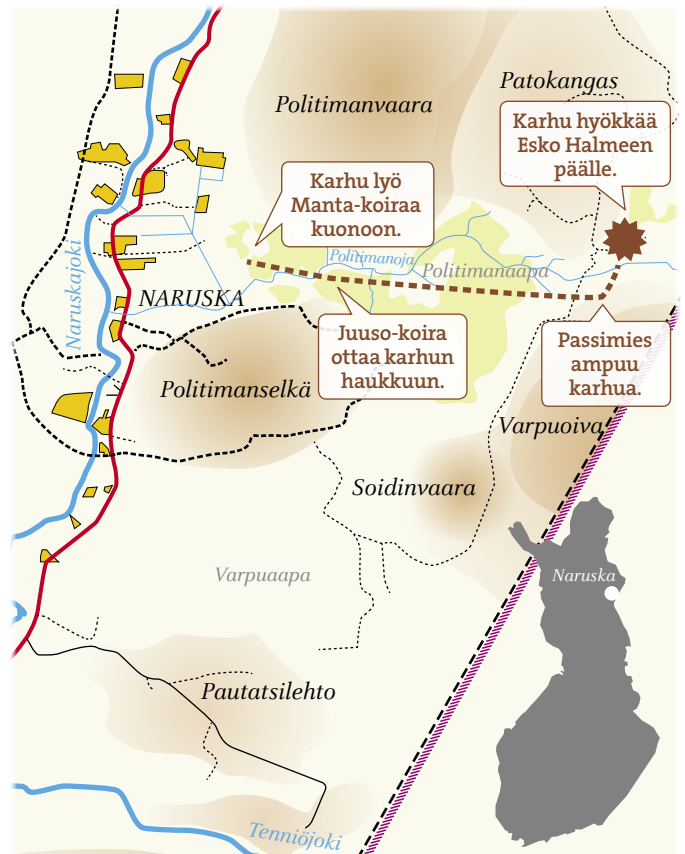 Politimanvaara
Patokangas
Karhu hyökkää
Esko Halmeen
päälle.
Karhu lyö
Manta-koiraa
kuonoon.
Naruskajoki
Politimanoja
Politimanaapa
NARUSKA
Juuso-koira
ottaa karhun
haukkuun.
Passimies
ampuu
karhua.
Politimanselkä
Varpuoiva
Soidinvaara
Varpuaapa
Naruska
Pautatsilehto
Tenniöjoki